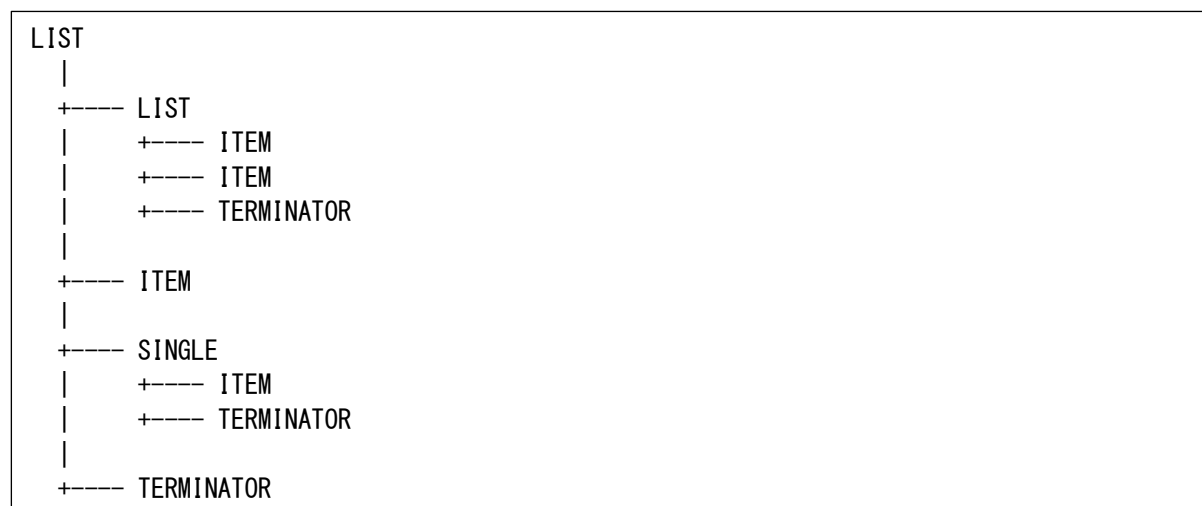 LIST
|
+---- LIST
|     +---- ITEM
|     +---- ITEM
|     +---- TERMINATOR
|
+---- ITEM
|
+---- SINGLE
|     +---- ITEM
|     +---- TERMINATOR
|
+---- TERMINATOR